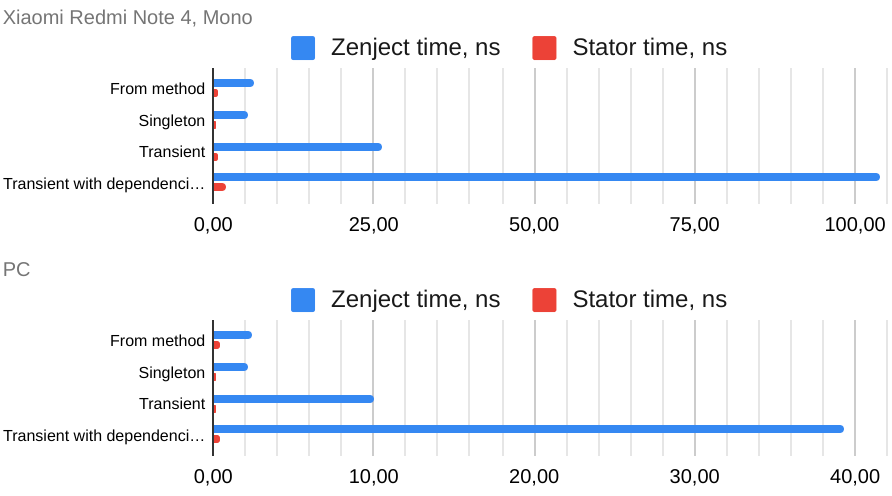 Xiaomi Redmi Note 4, Mono
Zenject time, ns Stator time, ns
From method
Singleton
Transient
Transient with dependenci…
0,00 25,00 50,00 75,00 100,00
PC
Zenject time, ns Stator time, ns
From method
Singleton
Transient
Transient with dependenci…
0,00 10,00 20,00 30,00 40,00